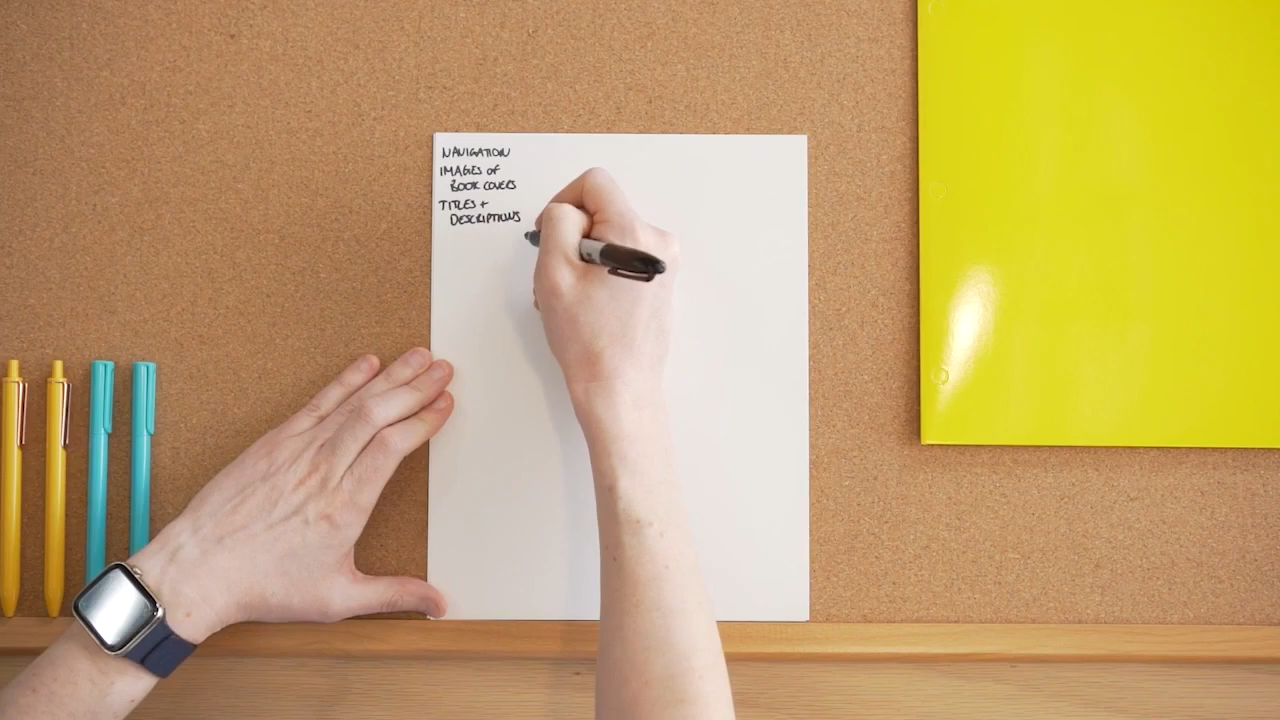 NAVIGATION
IMAGES OF
BOOK COVERS
TITLES +
DESCRIPTIONS